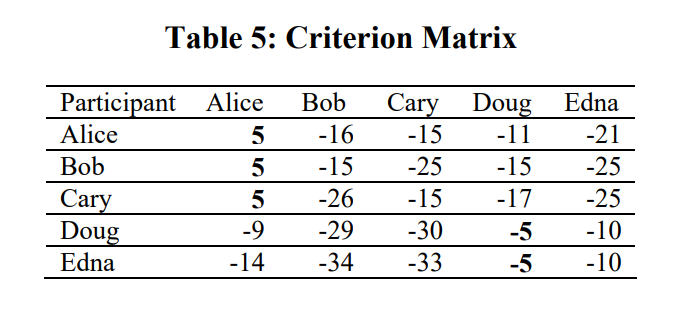 Table 5: Criterion Matrix
Participant Alice Bob Cary Doug Edna
Alice 5 -16 -15 -11 -21
Bob 5 -15 -25 -15 -25
Cary 5 -26 -15 -17 -25
Doug -9 -29 -30 -5 -10
Edna -14 -34 -33 -5 -10